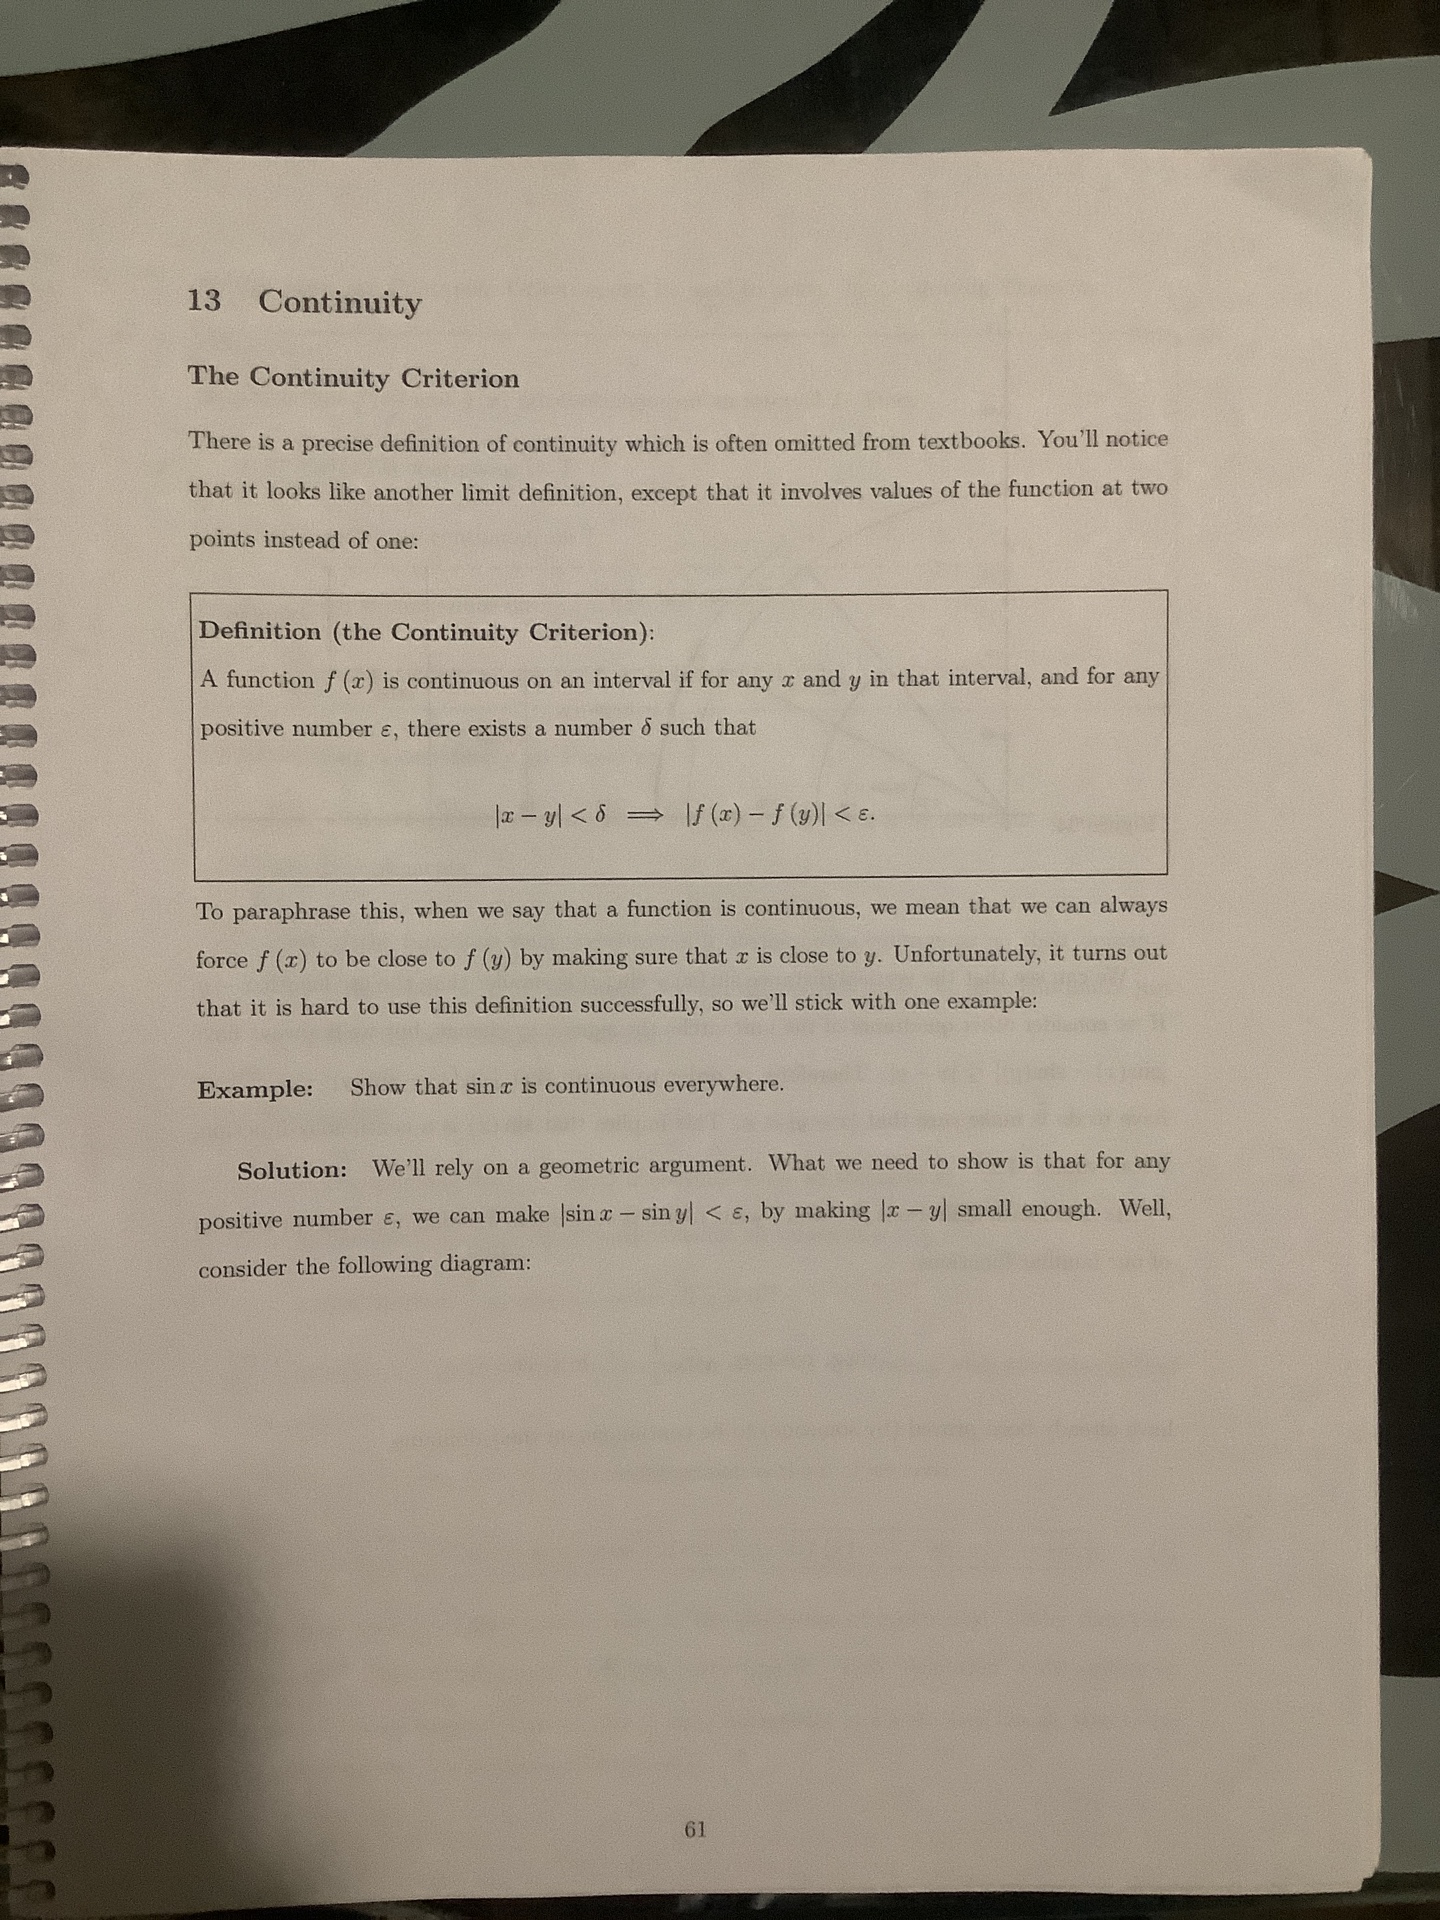 13 Continuity
The Continuity Criterion
There is a precise definition of continuity which is often omitted from textbooks. You'll notice
that it looks like another limit definition, except that it involves values of the function at two
points instead of one:
Definition (the Continuity Criterion):
A function f (x) is continuous on an interval if for any x and y in that interval, and for any
positive number ε, there exists a number δ such that
|x − y| < δ ⟹ |f (x) − f (y)| < ε.
To paraphrase this, when we say that a function is continuous, we mean that we can always
force f (x) to be close to f (y) by making sure that x is close to y. Unfortunately, it turns out
that it is hard to use this definition successfully, so we'll stick with one example:
Example: Show that sin x is continuous everywhere.
Solution: We'll rely on a geometric argument. What we need to show is that for any
positive number ε, we can make |sin x − sin y| < ε, by making |x − y| small enough. Well,
consider the following diagram:
61